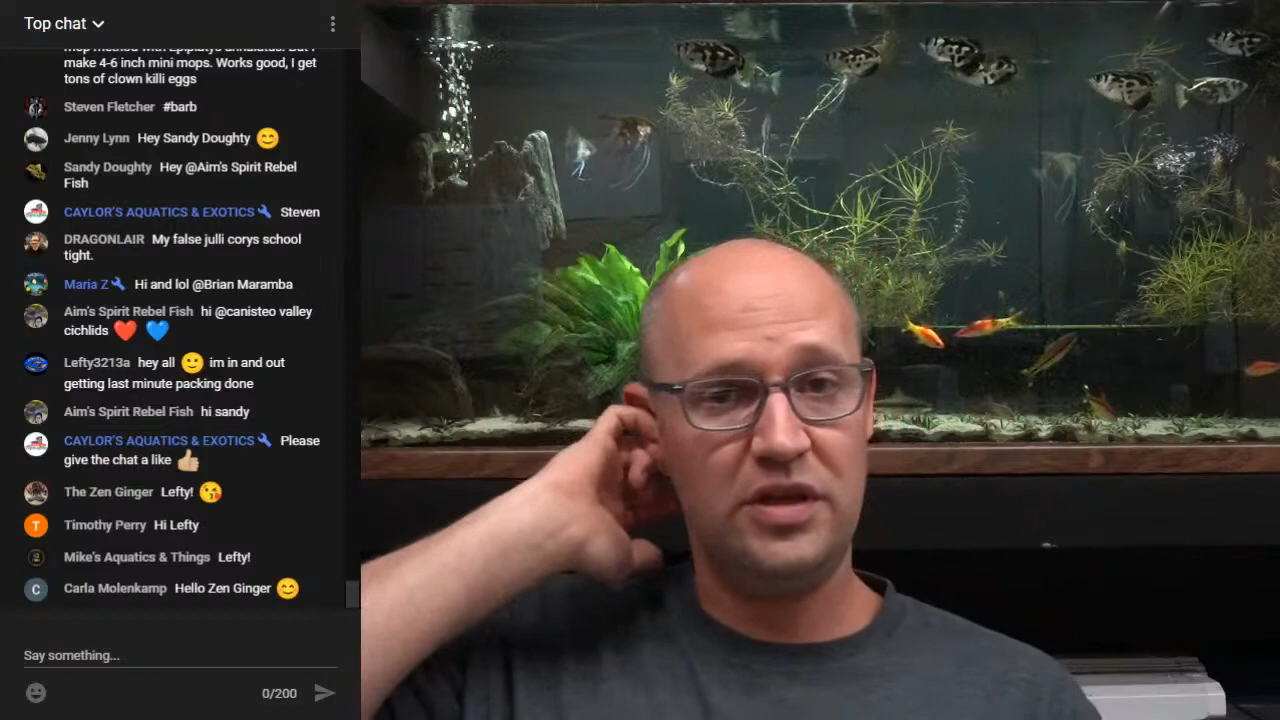 Top chat
make 4-6 inch mini mops. Works good, I get
tons of clown killi eggs
Steven Fletcher #barb
Jenny Lynn Hey Sandy Doughty 😊
Sandy Doughty Hey @Aim's Spirit Rebel
Fish
CAYLOR'S AQUATICS & EXOTICS Steven
DRAGONLAIR My false julli corys school
tight.
Maria Z Hi and lol @Brian Maramba
Aim's Spirit Rebel Fish hi @canisteo valley
cichlids ❤️ 💙
Lefty3213a hey all 🙂 im in and out
getting last minute packing done
Aim's Spirit Rebel Fish hi sandy
CAYLOR'S AQUATICS & EXOTICS Please
give the chat a like 👍🏼
The Zen Ginger Lefty! 😘
T Timothy Perry Hi Lefty
Mike's Aquatics & Things Lefty!
C Carla Molenkamp Hello Zen Ginger 😊
Say something...
0/200